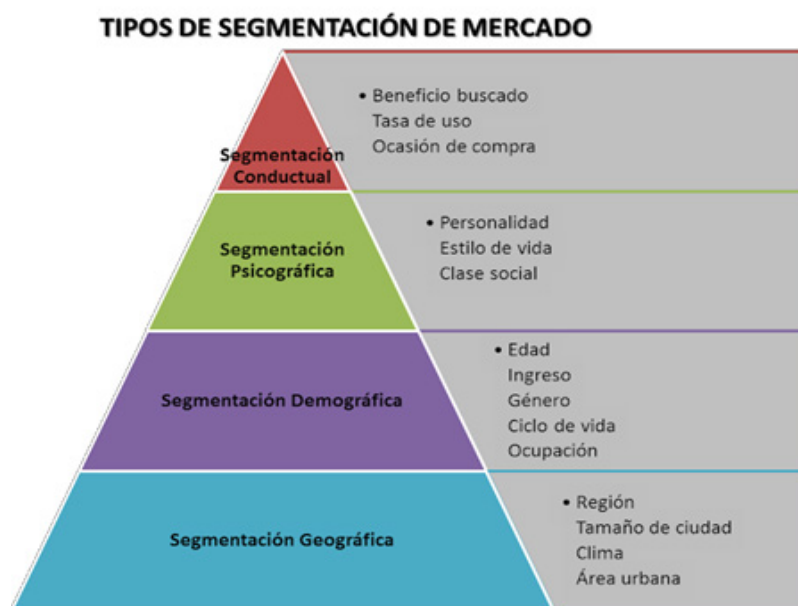 TIPOS DE SEGMENTACIÓN DE MERCADO
• Beneficio buscado
Tasa de uso
Ocasión de compra
Segmentación
Conductual
• Personalidad
Estilo de vida
Clase social
Segmentación
Psicográfica
• Edad
Ingreso
Género
Ciclo de vida
Ocupación
Segmentación Demográfica
• Región
Tamaño de ciudad
Clima
Área urbana
Segmentación Geográfica